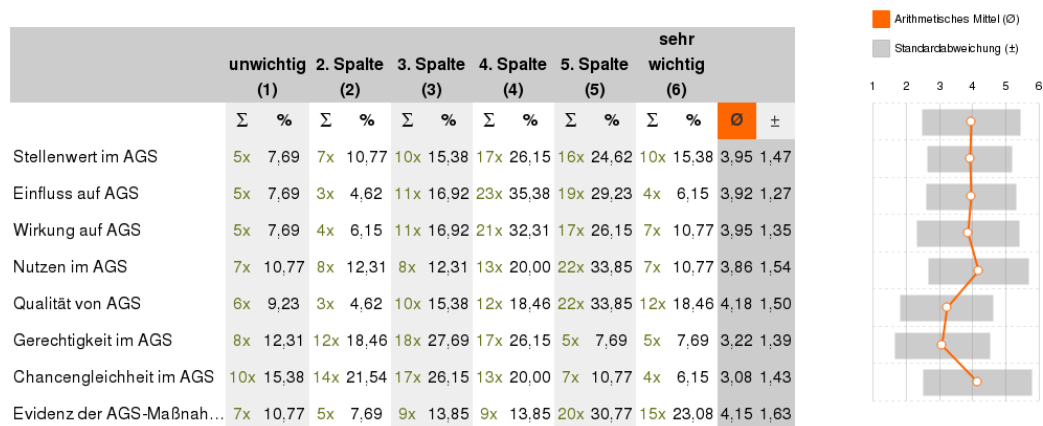 Arithmetisches Mittel (Ø)
Standardabweichung (±)
unwichtig (1) 2. Spalte (2) 3. Spalte (3) 4. Spalte (4) 5. Spalte (5) sehr wichtig (6)
1 2 3 4 5 6
Σ % Σ % Σ % Σ % Σ % Σ % Ø ±
Stellenwert im AGS 5x 7,69 7x 10,77 10x 15,38 17x 26,15 16x 24,62 10x 15,38 3,95 1,47
Einfluss auf AGS 5x 7,69 3x 4,62 11x 16,92 23x 35,38 19x 29,23 4x 6,15 3,92 1,27
Wirkung auf AGS 5x 7,69 4x 6,15 11x 16,92 21x 32,31 17x 26,15 7x 10,77 3,95 1,35
Nutzen im AGS 7x 10,77 8x 12,31 8x 12,31 13x 20,00 22x 33,85 7x 10,77 3,86 1,54
Qualität von AGS 6x 9,23 3x 4,62 10x 15,38 12x 18,46 22x 33,85 12x 18,46 4,18 1,50
Gerechtigkeit im AGS 8x 12,31 12x 18,46 18x 27,69 17x 26,15 5x 7,69 5x 7,69 3,22 1,39
Chancengleichheit im AGS 10x 15,38 14x 21,54 17x 26,15 13x 20,00 7x 10,77 4x 6,15 3,08 1,43
Evidenz der AGS-Maßnah... 7x 10,77 5x 7,69 9x 13,85 9x 13,85 20x 30,77 15x 23,08 4,15 1,63